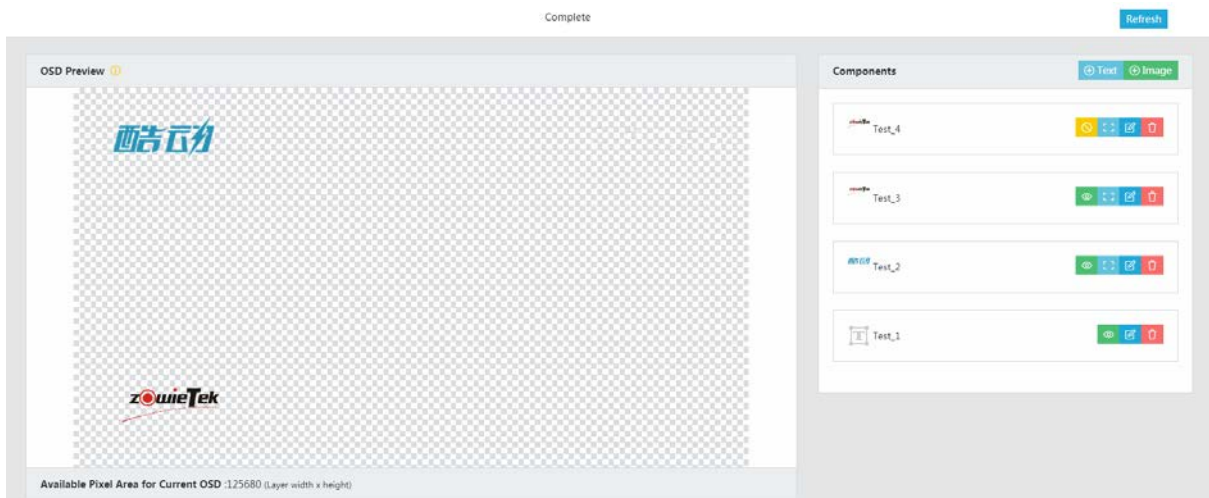 Complete
Refresh
OSD Preview
Components
Text
Image
酷云动
zowieTek
Test_4
Test_3
Test_2
Test_1
Available Pixel Area for Current OSD :125680 (Layer width x height)